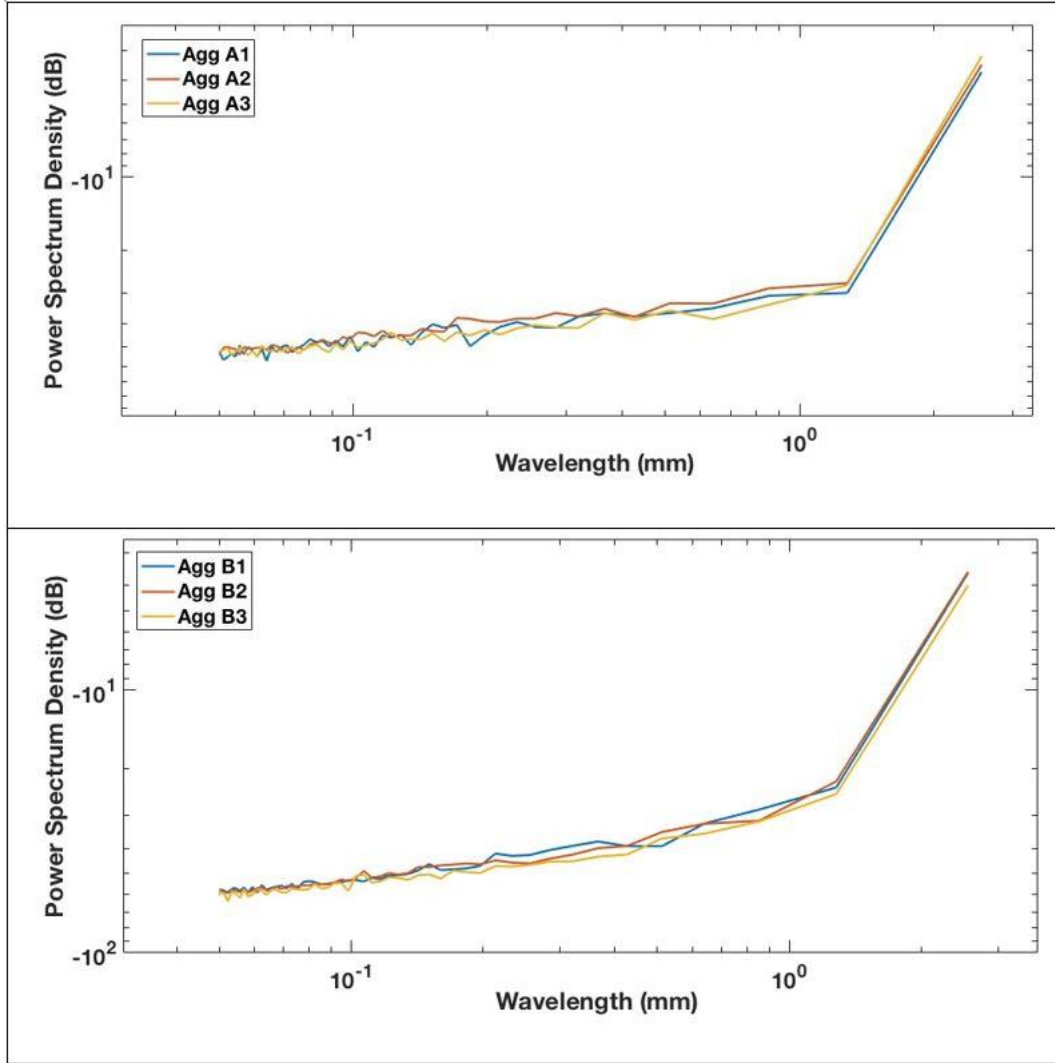 Agg A1
Agg A2
Agg A3
Power Spectrum Density (dB)
-10¹
10⁻¹
10⁰
Wavelength (mm)
Agg B1
Agg B2
Agg B3
Power Spectrum Density (dB)
-10¹
-10²
10⁻¹
10⁰
Wavelength (mm)